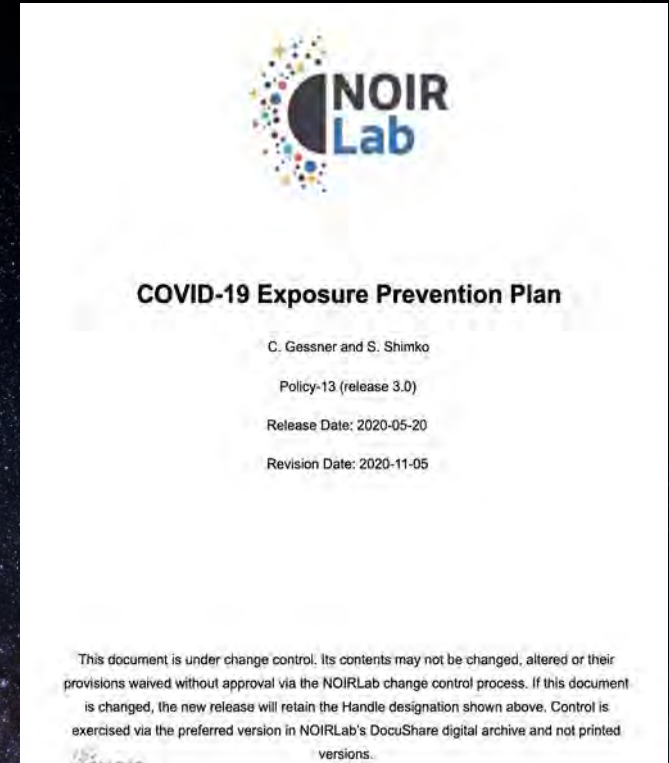 NOIR
Lab
COVID-19 Exposure Prevention Plan
C. Gessner and S. Shimko
Policy-13 (release 3.0)
Release Date: 2020-05-20
Revision Date: 2020-11-05
This document is under change control. Its contents may not be changed, altered or their
provisions waived without approval via the NOIRLab change control process. If this document
is changed, the new release will retain the Handle designation shown above. Control is
exercised via the preferred version in NOIRLab's DocuShare digital archive and not printed
versions.